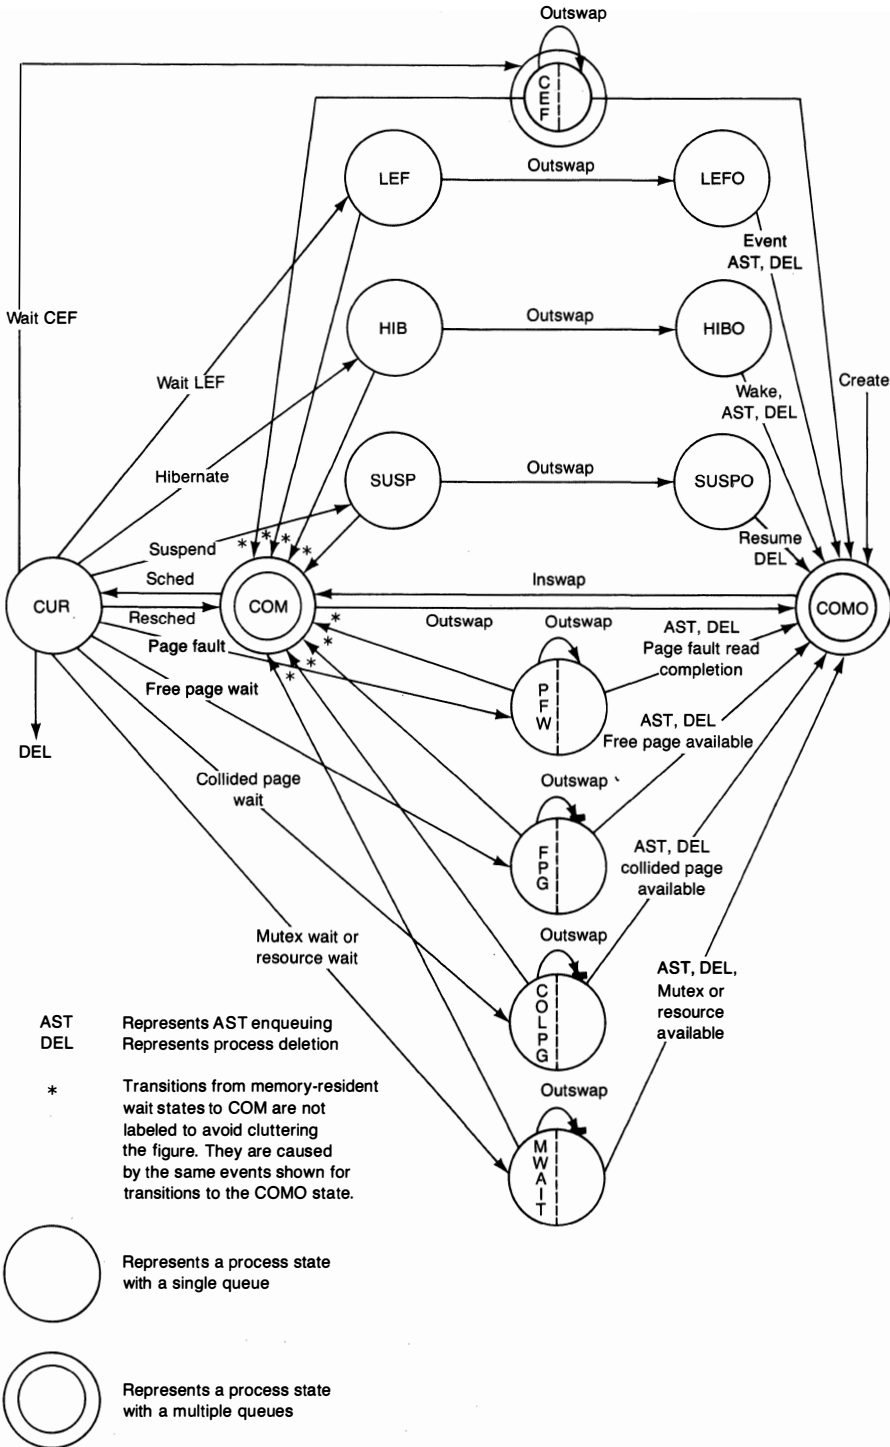 Outswap
CEF
LEF
Outswap
LEFO
Event
AST, DEL
Wait CEF
HIB
Outswap
HIBO
Wake,
AST, DEL
Create
Wait LEF
Hibernate
SUSP
Outswap
SUSPO
Resume
DEL
Suspend
* * * *
Sched
Inswap
CUR
COM
COMO
Resched
Outswap
Outswap
*
*
*
*
AST, DEL
Page fault read
completion
Page fault
PFW
Free page wait
AST, DEL
Free page available
DEL
Collided page
wait
Outswap
FPG
AST, DEL
collided page
available
Mutex wait or
resource wait
Outswap
COLPG
AST, DEL,
Mutex or
resource
available
AST Represents AST enqueuing
DEL Represents process deletion
Outswap
MWAIT
* Transitions from memory-resident
wait states to COM are not
labeled to avoid cluttering
the figure. They are caused
by the same events shown for
transitions to the COMO state.
Represents a process state
with a single queue
Represents a process state
with a multiple queues